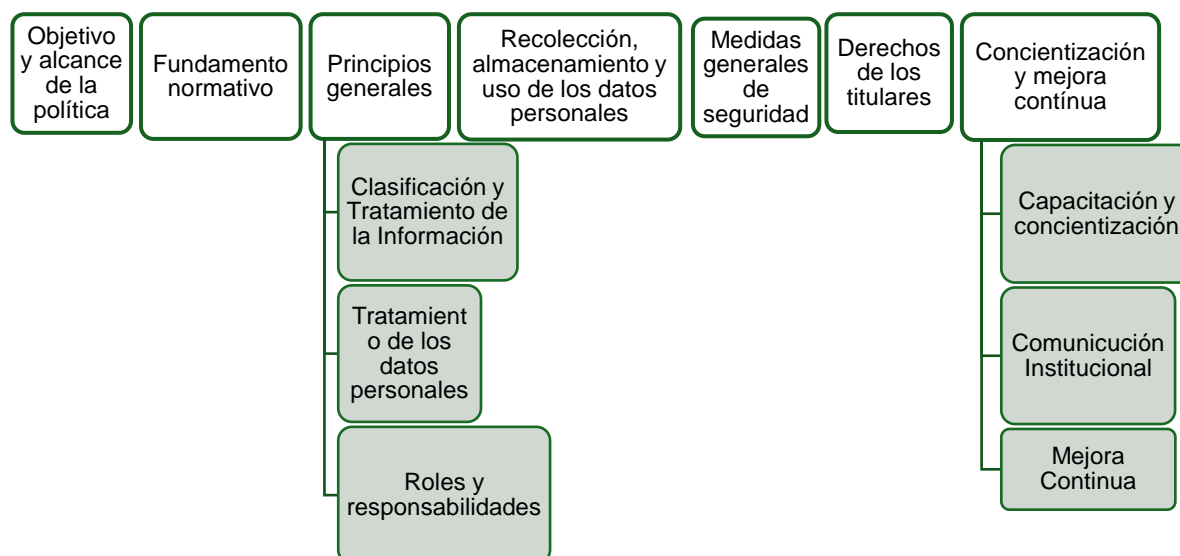 Objetivo
y alcance
de la
política
Fundamento
normativo
Principios
generales
Recolección,
almacenamiento y
uso de los datos
personales
Medidas
generales
de
seguridad
Derechos
de los
titulares
Concientización
y mejora
contínua
Clasificación y
Tratamiento de
la Información
Tratamient
o de los
datos
personales
Roles y
responsabilidades
Capacitación y
concientización
Comunicución
Institucional
Mejora
Continua